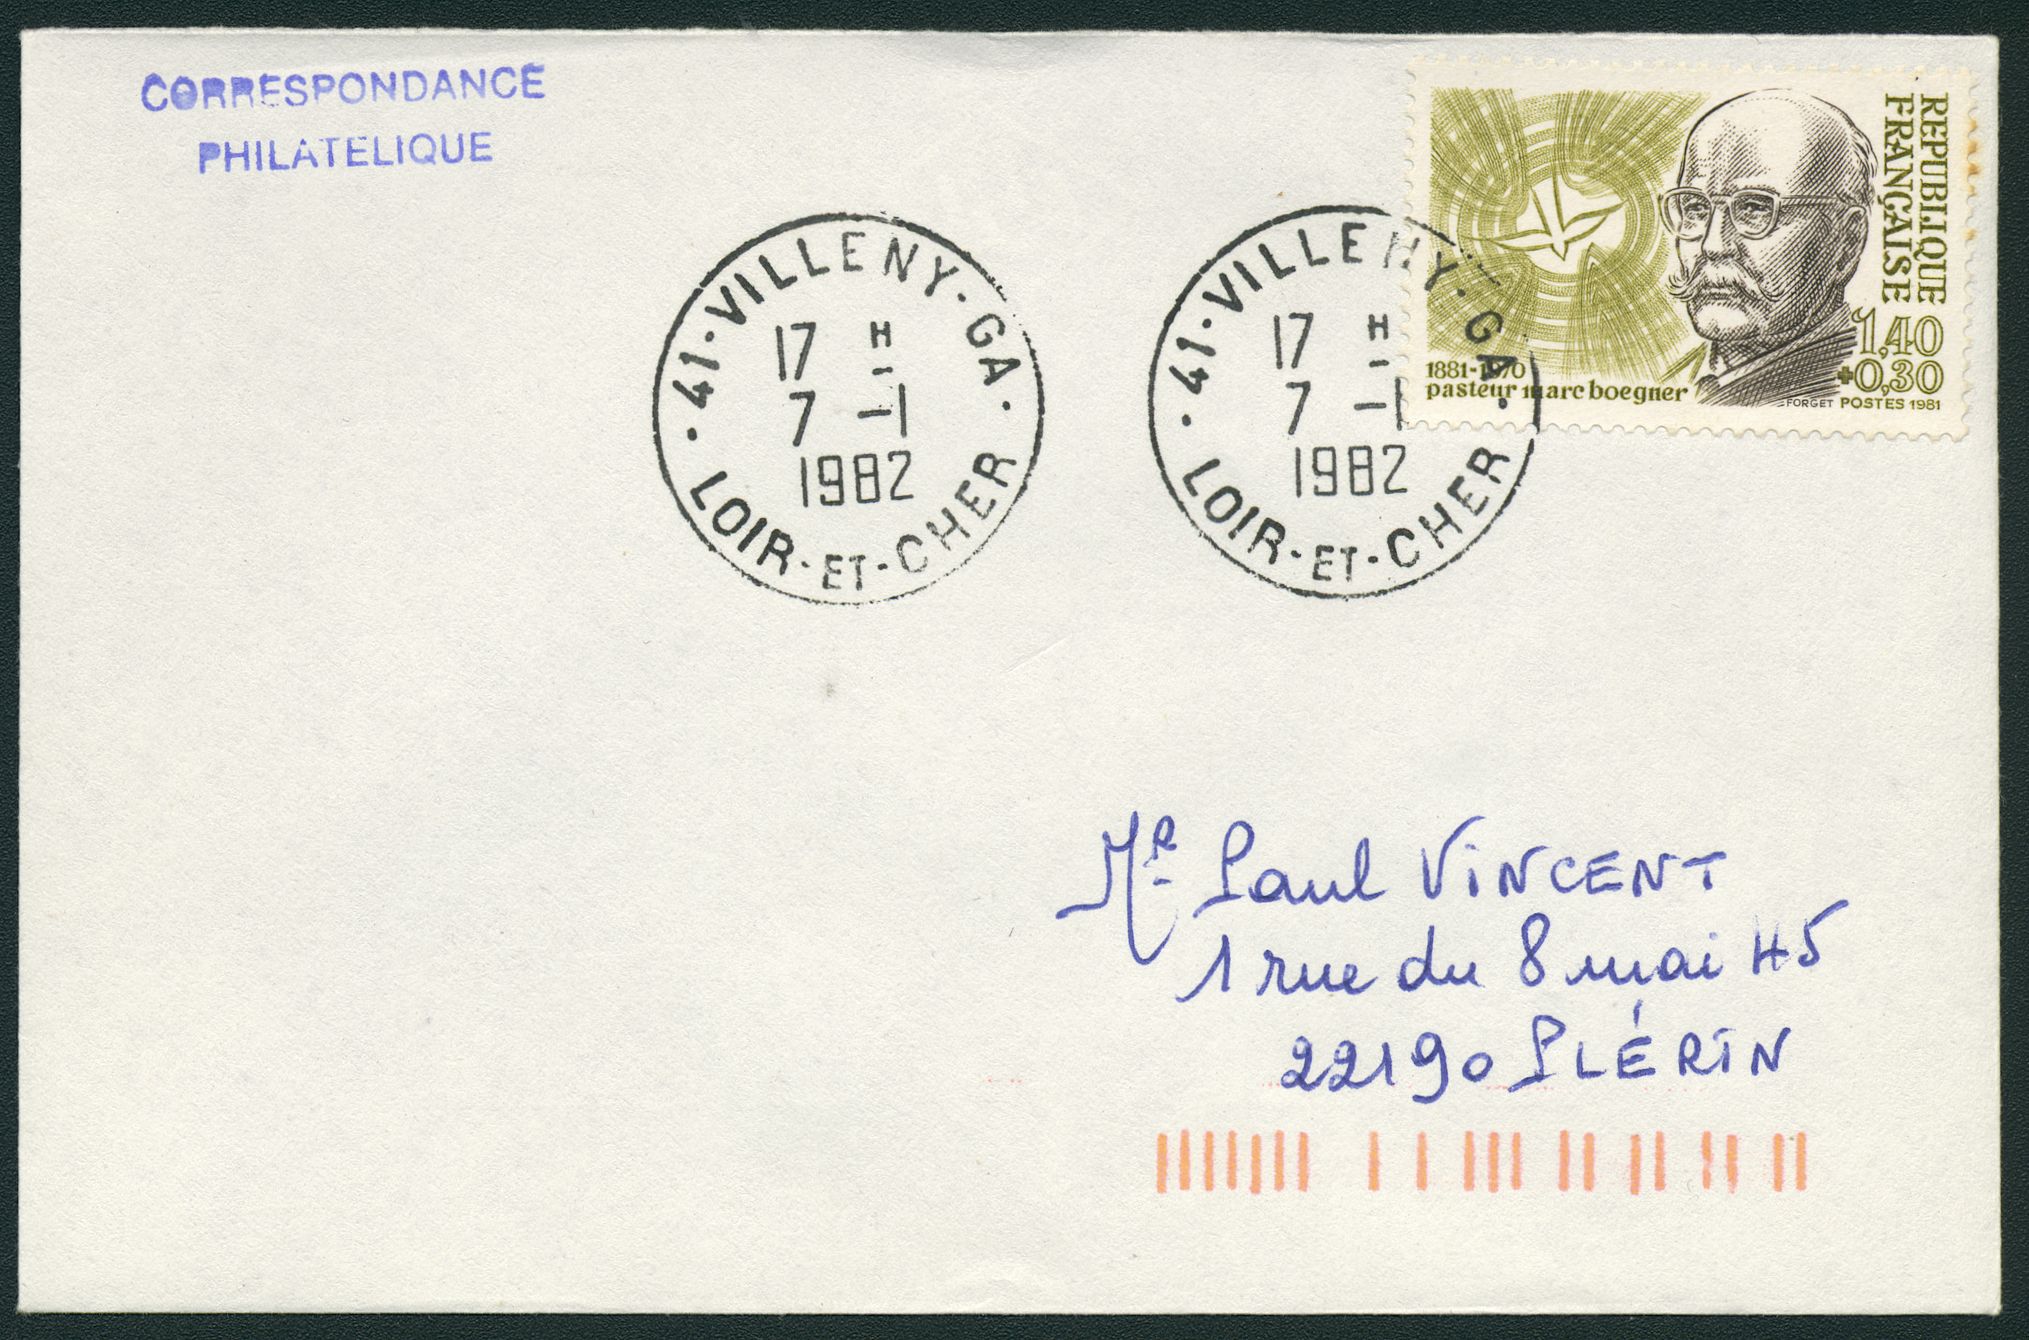 CORRESPONDANCE
PHILATELIQUE
41·VILLENY·GA·
17 H
7 -1
1982
LOIR-ET-CHER
41·VILLENY·GA·
17 H
7 -1
1982
LOIR-ET-CHER
REPUBLIQUE
FRANÇAISE
1,40
+0,30
1881-1970
pasteur marc boegner
FORGET POSTES 1981
Mr Paul VINCENT
1 rue du 8 mai 45
22190 PLÉRIN